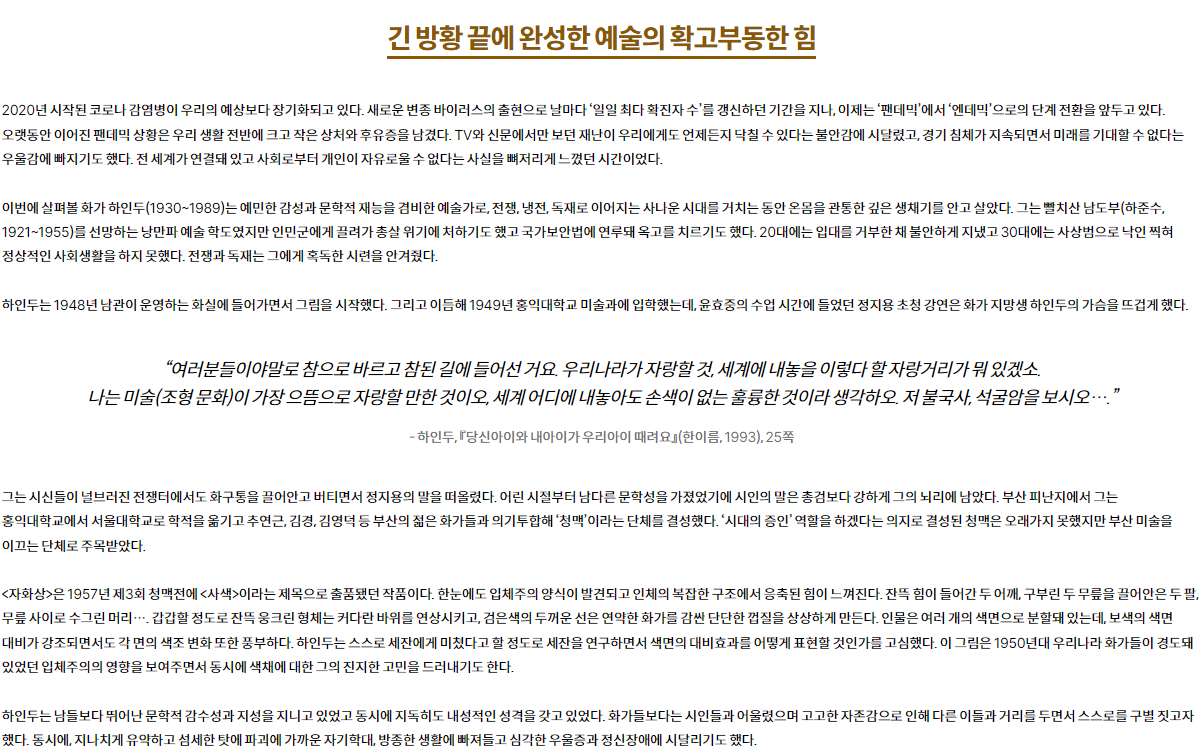 긴 방황 끝에 완성한 예술의 확고부동한 힘
2020년 시작된 코로나 감염병이 우리의 예상보다 장기화되고 있다. 새로운 변종 바이러스의 출현으로 날마다 ‘일일 최다 확진자 수’를 갱신하던 기간을 지나, 이제는 ‘팬데믹’에서 ‘엔데믹’으로의 단계 전환을 앞두고 있다.
오랫동안 이어진 팬데믹 상황은 우리 생활 전반에 크고 작은 상처와 후유증을 남겼다. TV와 신문에서만 보던 재난이 우리에게도 언제든지 닥칠 수 있다는 불안감에 시달렸고, 경기 침체가 지속되면서 미래를 기대할 수 없다는
우울감에 빠지기도 했다. 전 세계가 연결돼 있고 사회로부터 개인이 자유로울 수 없다는 사실을 뼈저리게 느꼈던 시간이었다.
이번에 살펴볼 화가 하인두(1930~1989)는 예민한 감성과 문학적 재능을 겸비한 예술가로, 전쟁, 냉전, 독재로 이어지는 사나운 시대를 거치는 동안 온몸을 관통한 깊은 생채기를 안고 살았다. 그는 빨치산 남도부(하준수,
1921~1955)를 선망하는 낭만파 예술 학도였지만 인민군에게 끌려가 총살 위기에 처하기도 했고 국가보안법에 연루돼 옥고를 치르기도 했다. 20대에는 입대를 거부한 채 불안하게 지냈고 30대에는 사상범으로 낙인 찍혀
정상적인 사회생활을 하지 못했다. 전쟁과 독재는 그에게 혹독한 시련을 안겨줬다.
하인두는 1948년 남관이 운영하는 화실에 들어가면서 그림을 시작했다. 그리고 이듬해 1949년 홍익대학교 미술과에 입학했는데, 윤효중의 수업 시간에 들었던 정지용 초청 강연은 화가 지망생 하인두의 가슴을 뜨겁게 했다.
“여러분들이야말로 참으로 바르고 참된 길에 들어선 거요. 우리나라가 자랑할 것, 세계에 내놓을 이렇다 할 자랑거리가 뭐 있겠소.
나는 미술(조형 문화)이 가장 으뜸으로 자랑할 만한 것이오, 세계 어디에 내놓아도 손색이 없는 훌륭한 것이라 생각하오. 저 불국사, 석굴암을 보시오….”
- 하인두, 『당신아이와 내아이가 우리아이 때려요』(한이름, 1993), 25쪽
그는 시신들이 널브러진 전쟁터에서도 화구통을 끌어안고 버티면서 정지용의 말을 떠올렸다. 어린 시절부터 남다른 문학성을 가졌었기에 시인의 말은 총검보다 강하게 그의 뇌리에 남았다. 부산 피난지에서 그는
홍익대학교에서 서울대학교로 학적을 옮기고 추연근, 김경, 김영덕 등 부산의 젊은 화가들과 의기투합해 ‘청맥’이라는 단체를 결성했다. ‘시대의 증인’ 역할을 하겠다는 의지로 결성된 청맥은 오래가지 못했지만 부산 미술을
이끄는 단체로 주목받았다.
<자화상>은 1957년 제3회 청맥전에 <사색>이라는 제목으로 출품됐던 작품이다. 한눈에도 입체주의 양식이 발견되고 인체의 복잡한 구조에서 응축된 힘이 느껴진다. 잔뜩 힘이 들어간 두 어깨, 구부린 두 무릎을 끌어안은 두 팔,
무릎 사이로 수그린 머리…. 갑갑할 정도로 잔뜩 웅크린 형체는 커다란 바위를 연상시키고, 검은색의 두꺼운 선은 연약한 화가를 감싼 단단한 껍질을 상상하게 만든다. 인물은 여러 개의 색면으로 분할돼 있는데, 보색의 색면
대비가 강조되면서도 각 면의 색조 변화 또한 풍부하다. 하인두는 스스로 세잔에게 미쳤다고 할 정도로 세잔을 연구하면서 색면의 대비효과를 어떻게 표현할 것인가를 고심했다. 이 그림은 1950년대 우리나라 화가들이 경도돼
있었던 입체주의의 영향을 보여주면서 동시에 색채에 대한 그의 진지한 고민을 드러내기도 한다.
하인두는 남들보다 뛰어난 문학적 감수성과 지성을 지니고 있었고 동시에 지독히도 내성적인 성격을 갖고 있었다. 화가들보다는 시인들과 어울렸으며 고고한 자존감으로 인해 다른 이들과 거리를 두면서 스스로를 구별 짓고자
했다. 동시에, 지나치게 유약하고 섬세한 탓에 파괴에 가까운 자기학대, 방종한 생활에 빠져들고 심각한 우울증과 정신장애에 시달리기도 했다.